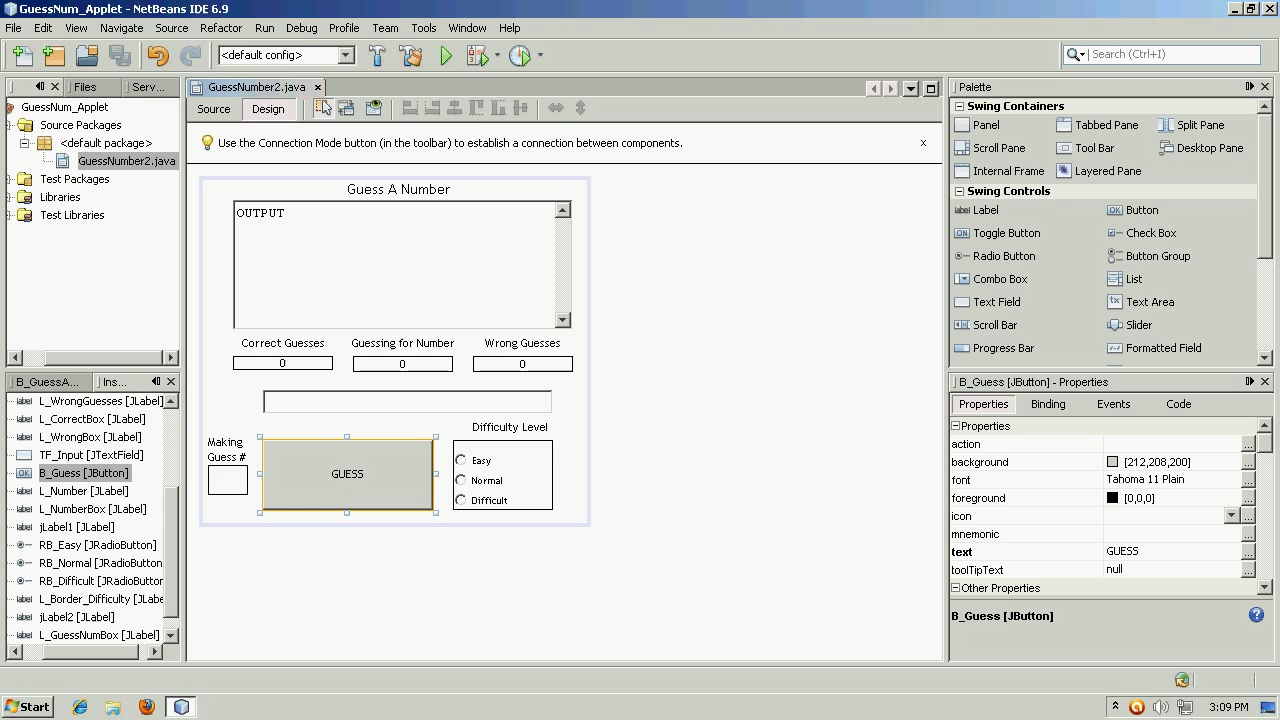 GuessNum_Applet - NetBeans IDE 6.9
File Edit View Navigate Source Refactor Run Debug Profile Team Tools Window Help
<default config>
Search (Ctrl+I)
Files
Serv...
GuessNumber2.java
Palette
GuessNum_Applet
Source Packages
<default package>
GuessNumber2.java
Test Packages
Libraries
Test Libraries
Source
Design
Use the Connection Mode button (in the toolbar) to establish a connection between components.
Guess A Number
OUTPUT
Correct Guesses
Guessing for Number
Wrong Guesses
0
0
0
Difficulty Level
Making
Guess #
GUESS
Easy
Normal
Difficult
Swing Containers
Panel
Tabbed Pane
Split Pane
Scroll Pane
Tool Bar
Desktop Pane
Internal Frame
Layered Pane
Swing Controls
Label
Button
Toggle Button
Check Box
Radio Button
Button Group
Combo Box
List
Text Field
Text Area
Scroll Bar
Slider
Progress Bar
Formatted Field
B_GuessA...
Ins...
L_WrongGuesses [JLabel]
L_CorrectBox [JLabel]
L_WrongBox [JLabel]
TF_Input [JTextField]
B_Guess [JButton]
L_Number [JLabel]
L_NumberBox [JLabel]
jLabel1 [JLabel]
RB_Easy [JRadioButton]
RB_Normal [JRadioButton
RB_Difficult [JRadioButton
L_Border_Difficulty [JLabe
jLabel2 [JLabel]
L_GuessNumBox [JLabel]
B_Guess [JButton] - Properties
Properties
Binding
Events
Code
Properties
action
background [212,208,200]
font Tahoma 11 Plain
foreground [0,0,0]
icon
mnemonic
text GUESS
toolTipText null
Other Properties
B_Guess [JButton]
Start
3:09 PM